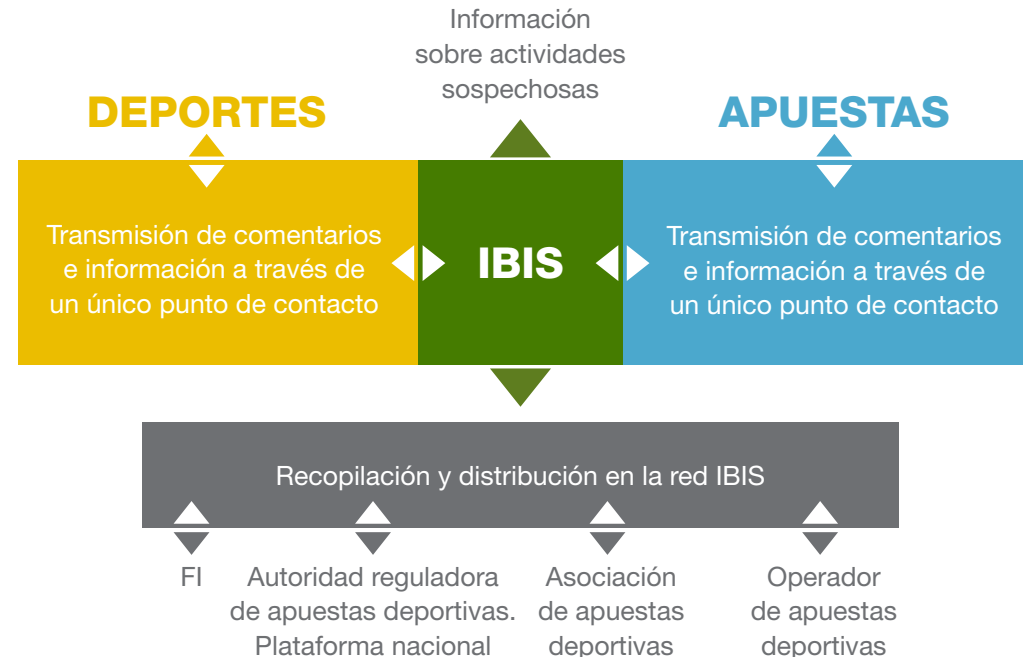 Información
sobre actividades
sospechosas
DEPORTES
APUESTAS
Transmisión de comentarios
e información a través de
un único punto de contacto
IBIS
Transmisión de comentarios
e información a través de
un único punto de contacto
Recopilación y distribución en la red IBIS
FI
Autoridad reguladora
de apuestas deportivas.
Plataforma nacional
Asociación
de apuestas
deportivas
Operador
de apuestas
deportivas